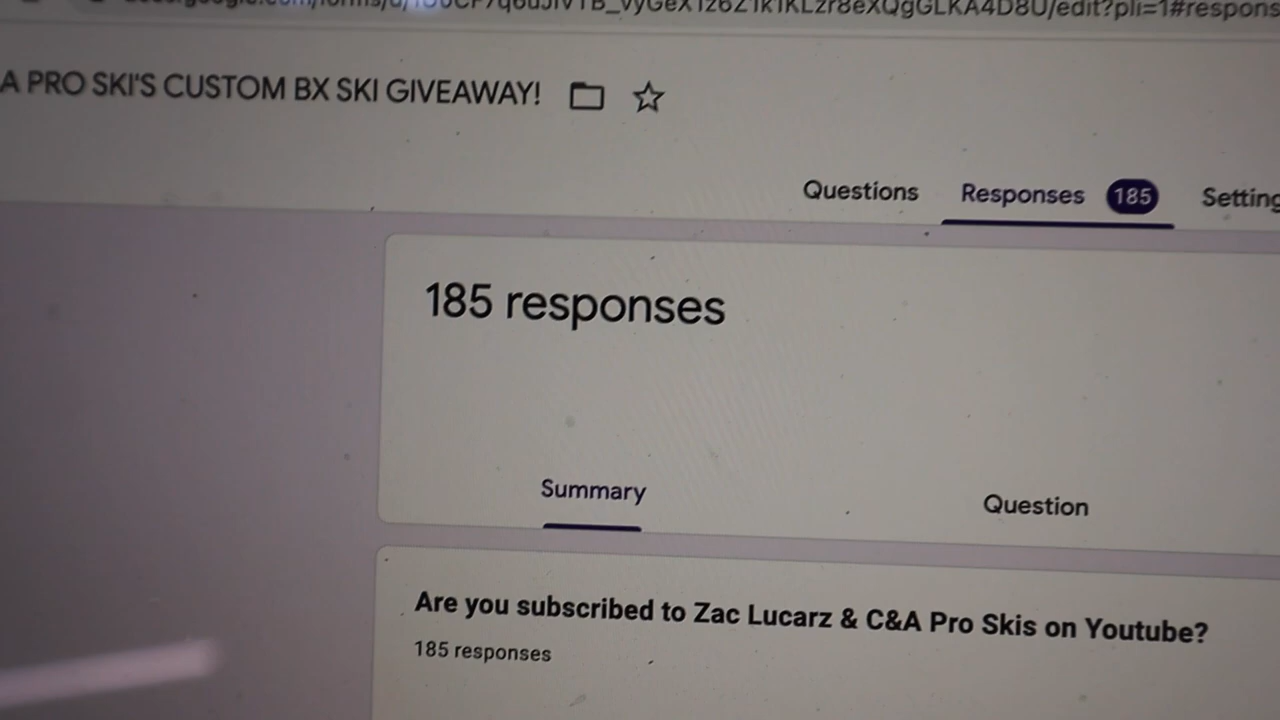 A PRO SKI'S CUSTOM BX SKI GIVEAWAY!
Questions Responses 185
185 responses
Summary Question
Are you subscribed to Zac Lucarz & C&A Pro Skis on Youtube?
185 responses